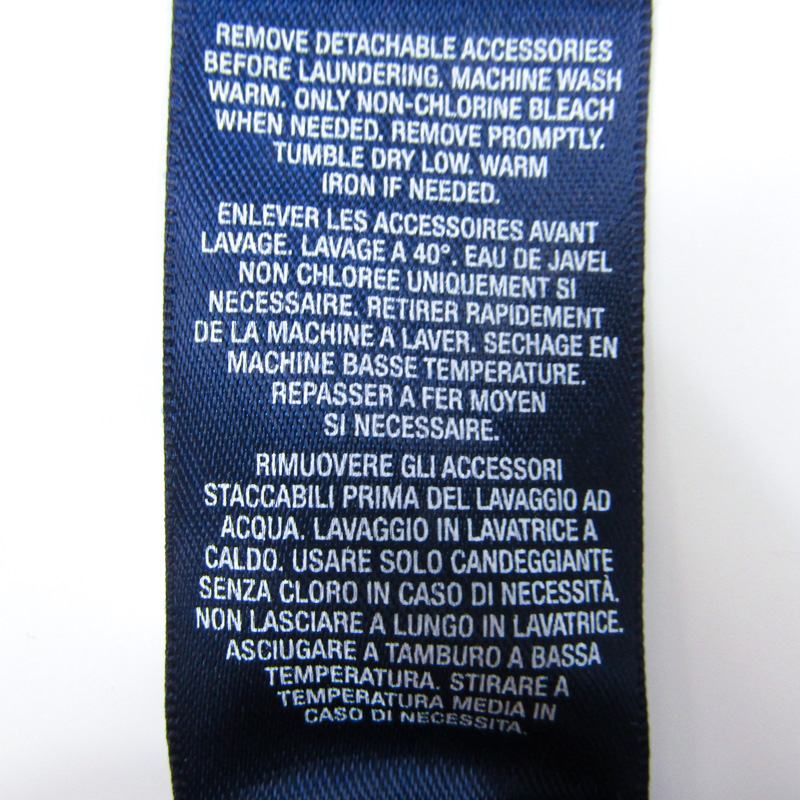 REMOVE DETACHABLE ACCESSORIES
BEFORE LAUNDERING. MACHINE WASH
WARM. ONLY NON-CHLORINE BLEACH
WHEN NEEDED. REMOVE PROMPTLY.
TUMBLE DRY LOW. WARM
IRON IF NEEDED.
ENLEVER LES ACCESSOIRES AVANT
LAVAGE. LAVAGE A 40°. EAU DE JAVEL
NON CHLOREE UNIQUEMENT SI
NECESSAIRE. RETIRER RAPIDEMENT
DE LA MACHINE A LAVER. SECHAGE EN
MACHINE BASSE TEMPERATURE.
REPASSER A FER MOYEN
SI NECESSAIRE.
RIMUOVERE GLI ACCESSORI
STACCABILI PRIMA DEL LAVAGGIO AD
ACQUA. LAVAGGIO IN LAVATRICE A
CALDO. USARE SOLO CANDEGGIANTE
SENZA CLORO IN CASO DI NECESSITÀ.
NON LASCIARE A LUNGO IN LAVATRICE.
ASCIUGARE A TAMBURO A BASSA
TEMPERATURA. STIRARE A
TEMPERATURA MEDIA IN
CASO DI NECESSITA.